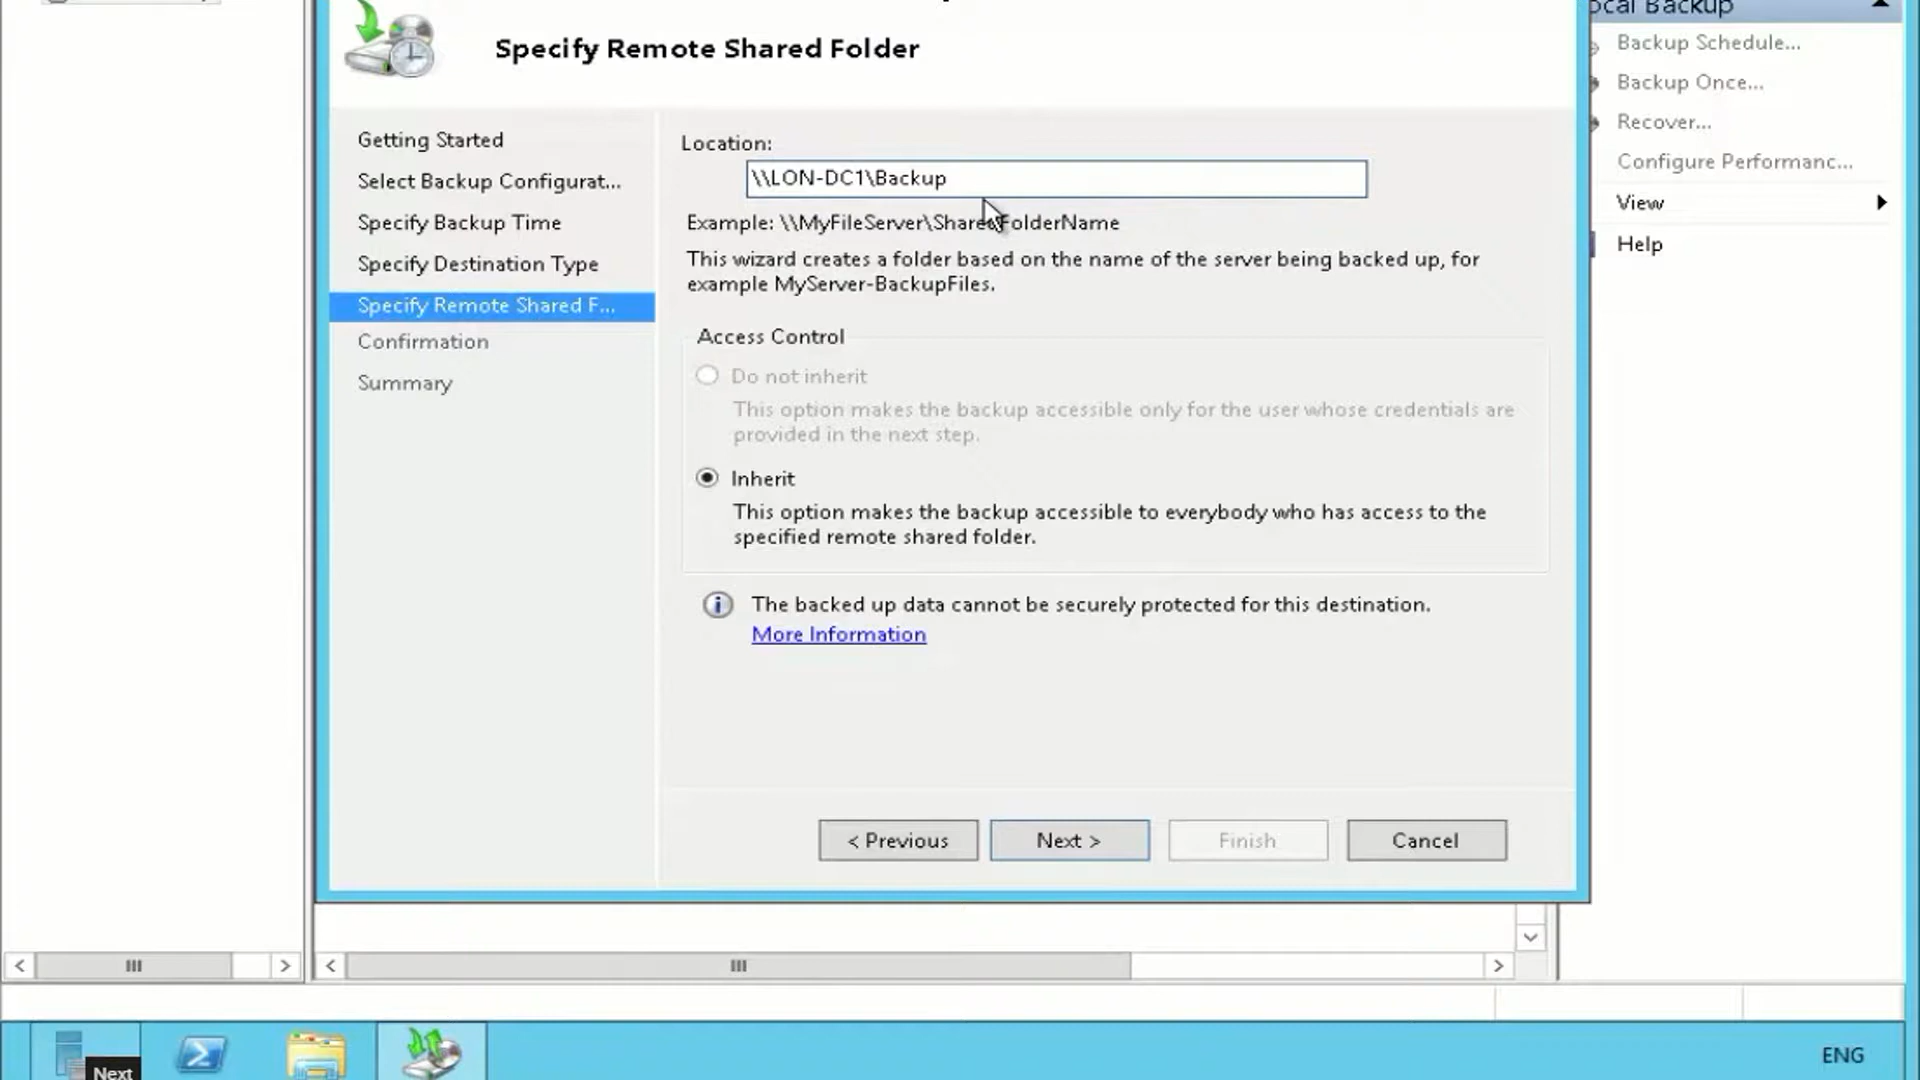 ocal Backup
Specify Remote Shared Folder
Backup Schedule...
Backup Once...
Recover...
Configure Performanc...
View
Help
Getting Started
Select Backup Configurat...
Specify Backup Time
Specify Destination Type
Specify Remote Shared F...
Confirmation
Summary
Location:
\\LON-DC1\Backup
Example: \\MyFileServer\SharedFolderName
This wizard creates a folder based on the name of the server being backed up, for
example MyServer-BackupFiles.
Access Control
Do not inherit
This option makes the backup accessible only for the user whose credentials are
provided in the next step.
Inherit
This option makes the backup accessible to everybody who has access to the
specified remote shared folder.
The backed up data cannot be securely protected for this destination.
More Information
< Previous
Next >
Finish
Cancel
Next
ENG